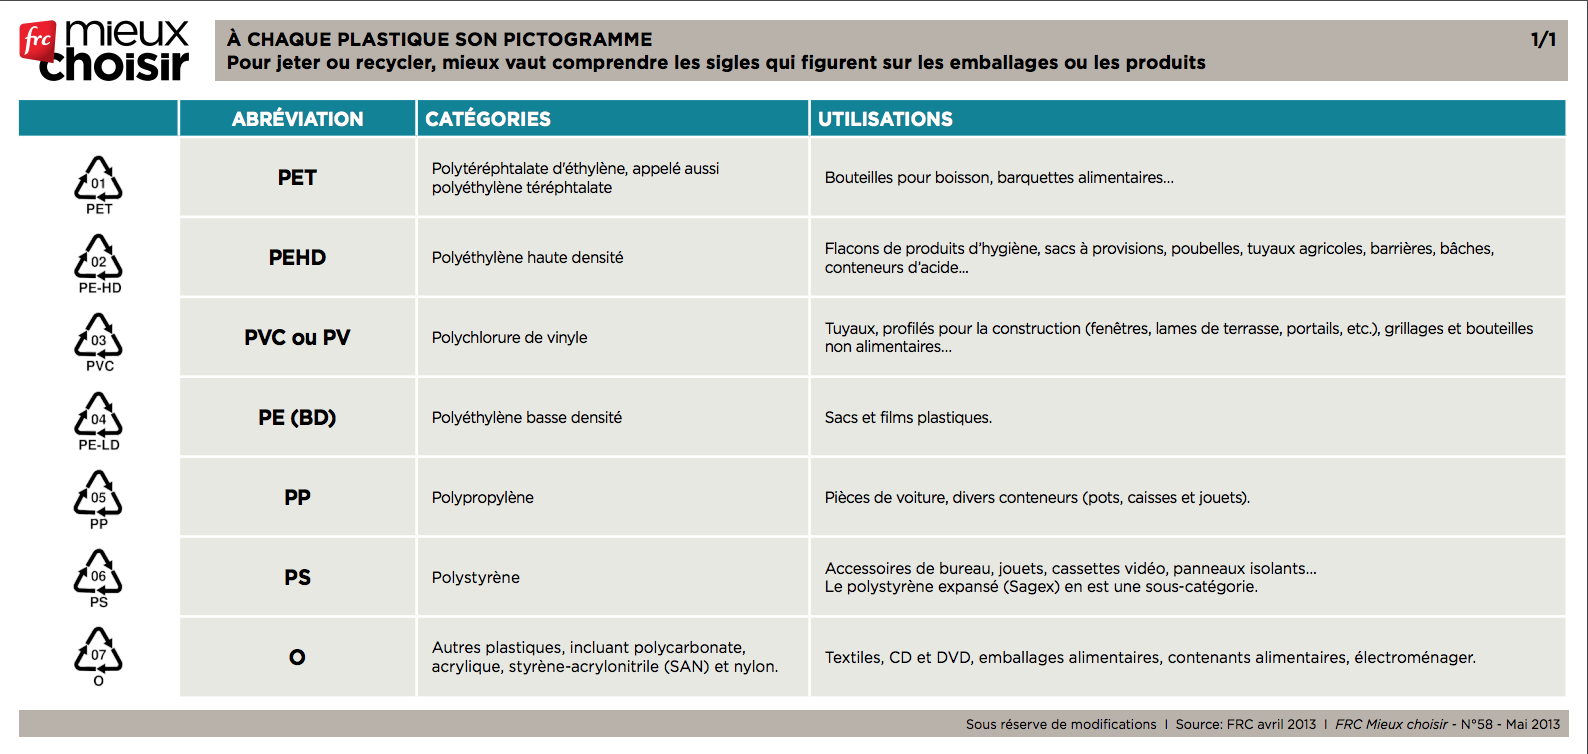 frc mieux
choisir
À CHAQUE PLASTIQUE SON PICTOGRAMME
1/1
Pour jeter ou recycler, mieux vaut comprendre les sigles qui figurent sur les emballages ou les produits
ABRÉVIATION
CATÉGORIES
UTILISATIONS
01
PET
PET
Polytéréphtalate d'éthylène, appelé aussi
polyéthylène téréphtalate
Bouteilles pour boisson, barquettes alimentaires...
02
PE-HD
PEHD
Polyéthylène haute densité
Flacons de produits d'hygiène, sacs à provisions, poubelles, tuyaux agricoles, barrières, bâches,
conteneurs d'acide...
03
PVC
PVC ou PV
Polychlorure de vinyle
Tuyaux, profilés pour la construction (fenêtres, lames de terrasse, portails, etc.), grillages et bouteilles
non alimentaires...
04
PE-LD
PE (BD)
Polyéthylène basse densité
Sacs et films plastiques.
05
PP
PP
Polypropylène
Pièces de voiture, divers conteneurs (pots, caisses et jouets).
06
PS
PS
Polystyrène
Accessoires de bureau, jouets, cassettes vidéo, panneaux isolants...
Le polystyrène expansé (Sagex) en est une sous-catégorie.
07
O
O
Autres plastiques, incluant polycarbonate,
acrylique, styrène-acrylonitrile (SAN) et nylon.
Textiles, CD et DVD, emballages alimentaires, contenants alimentaires, électroménager.
Sous réserve de modifications | Source: FRC avril 2013 | FRC Mieux choisir - N°58 - Mai 2013